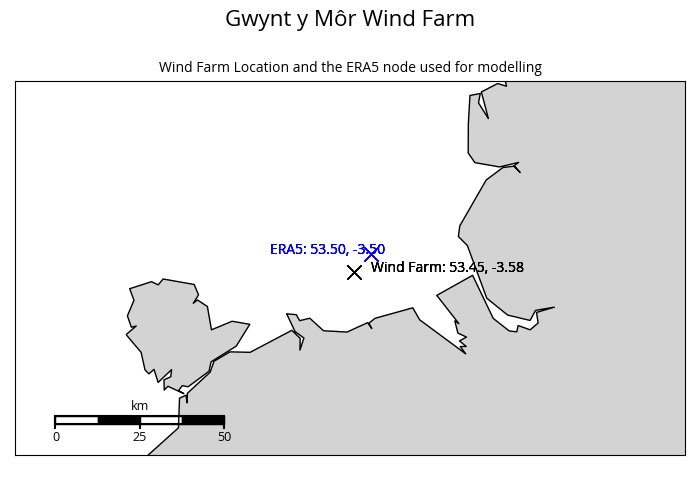 Gwynt y Môr Wind Farm
Wind Farm Location and the ERA5 node used for modelling
ERA5: 53.50, -3.50
Wind Farm: 53.45, -3.58
km
0 25 50